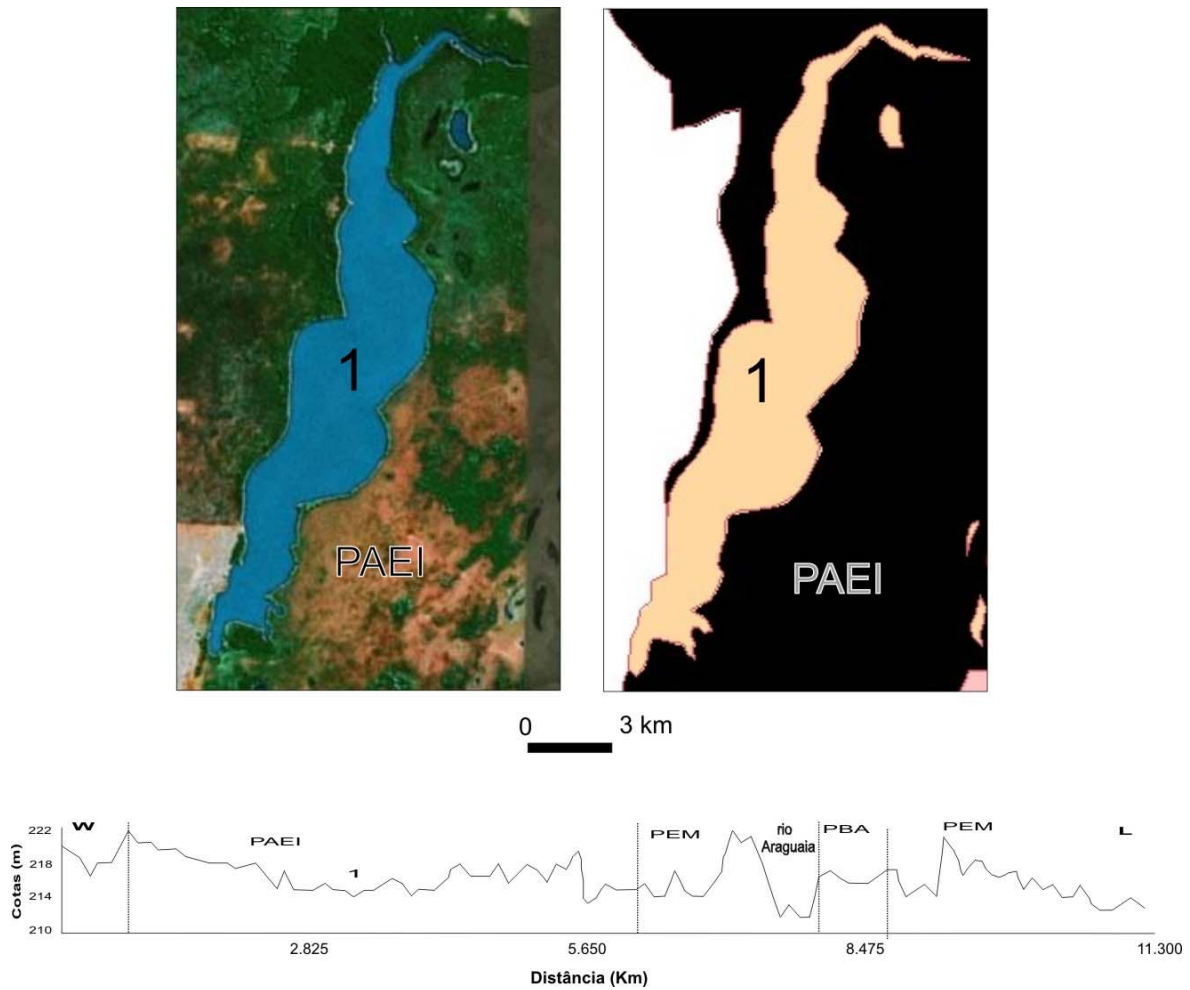 1
PAEI
1
PAEI
0 3 km
W PAEI 1 PEM rio Araguaia PBA PEM L
Cotas (m)
222
218
214
210
2.825 5.650 8.475 11.300
Distância (Km)